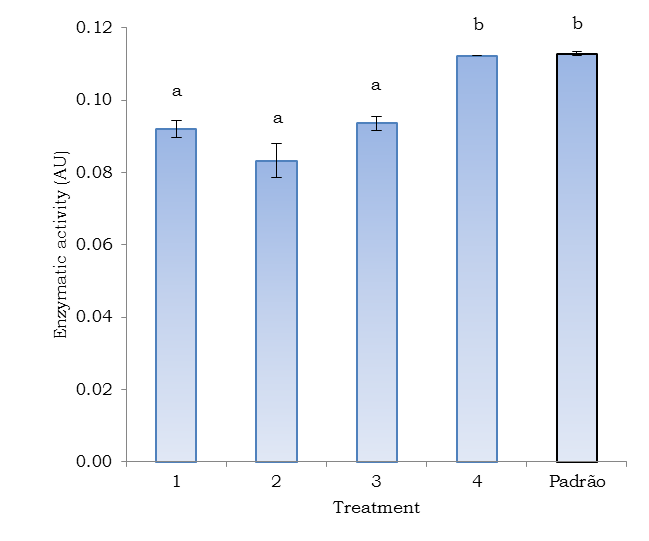 b
b
a
a
a
0.12
0.10
0.08
0.06
0.04
0.02
0.00
Enzymatic activity (AU)
1 2 3 4 Padrão
Treatment